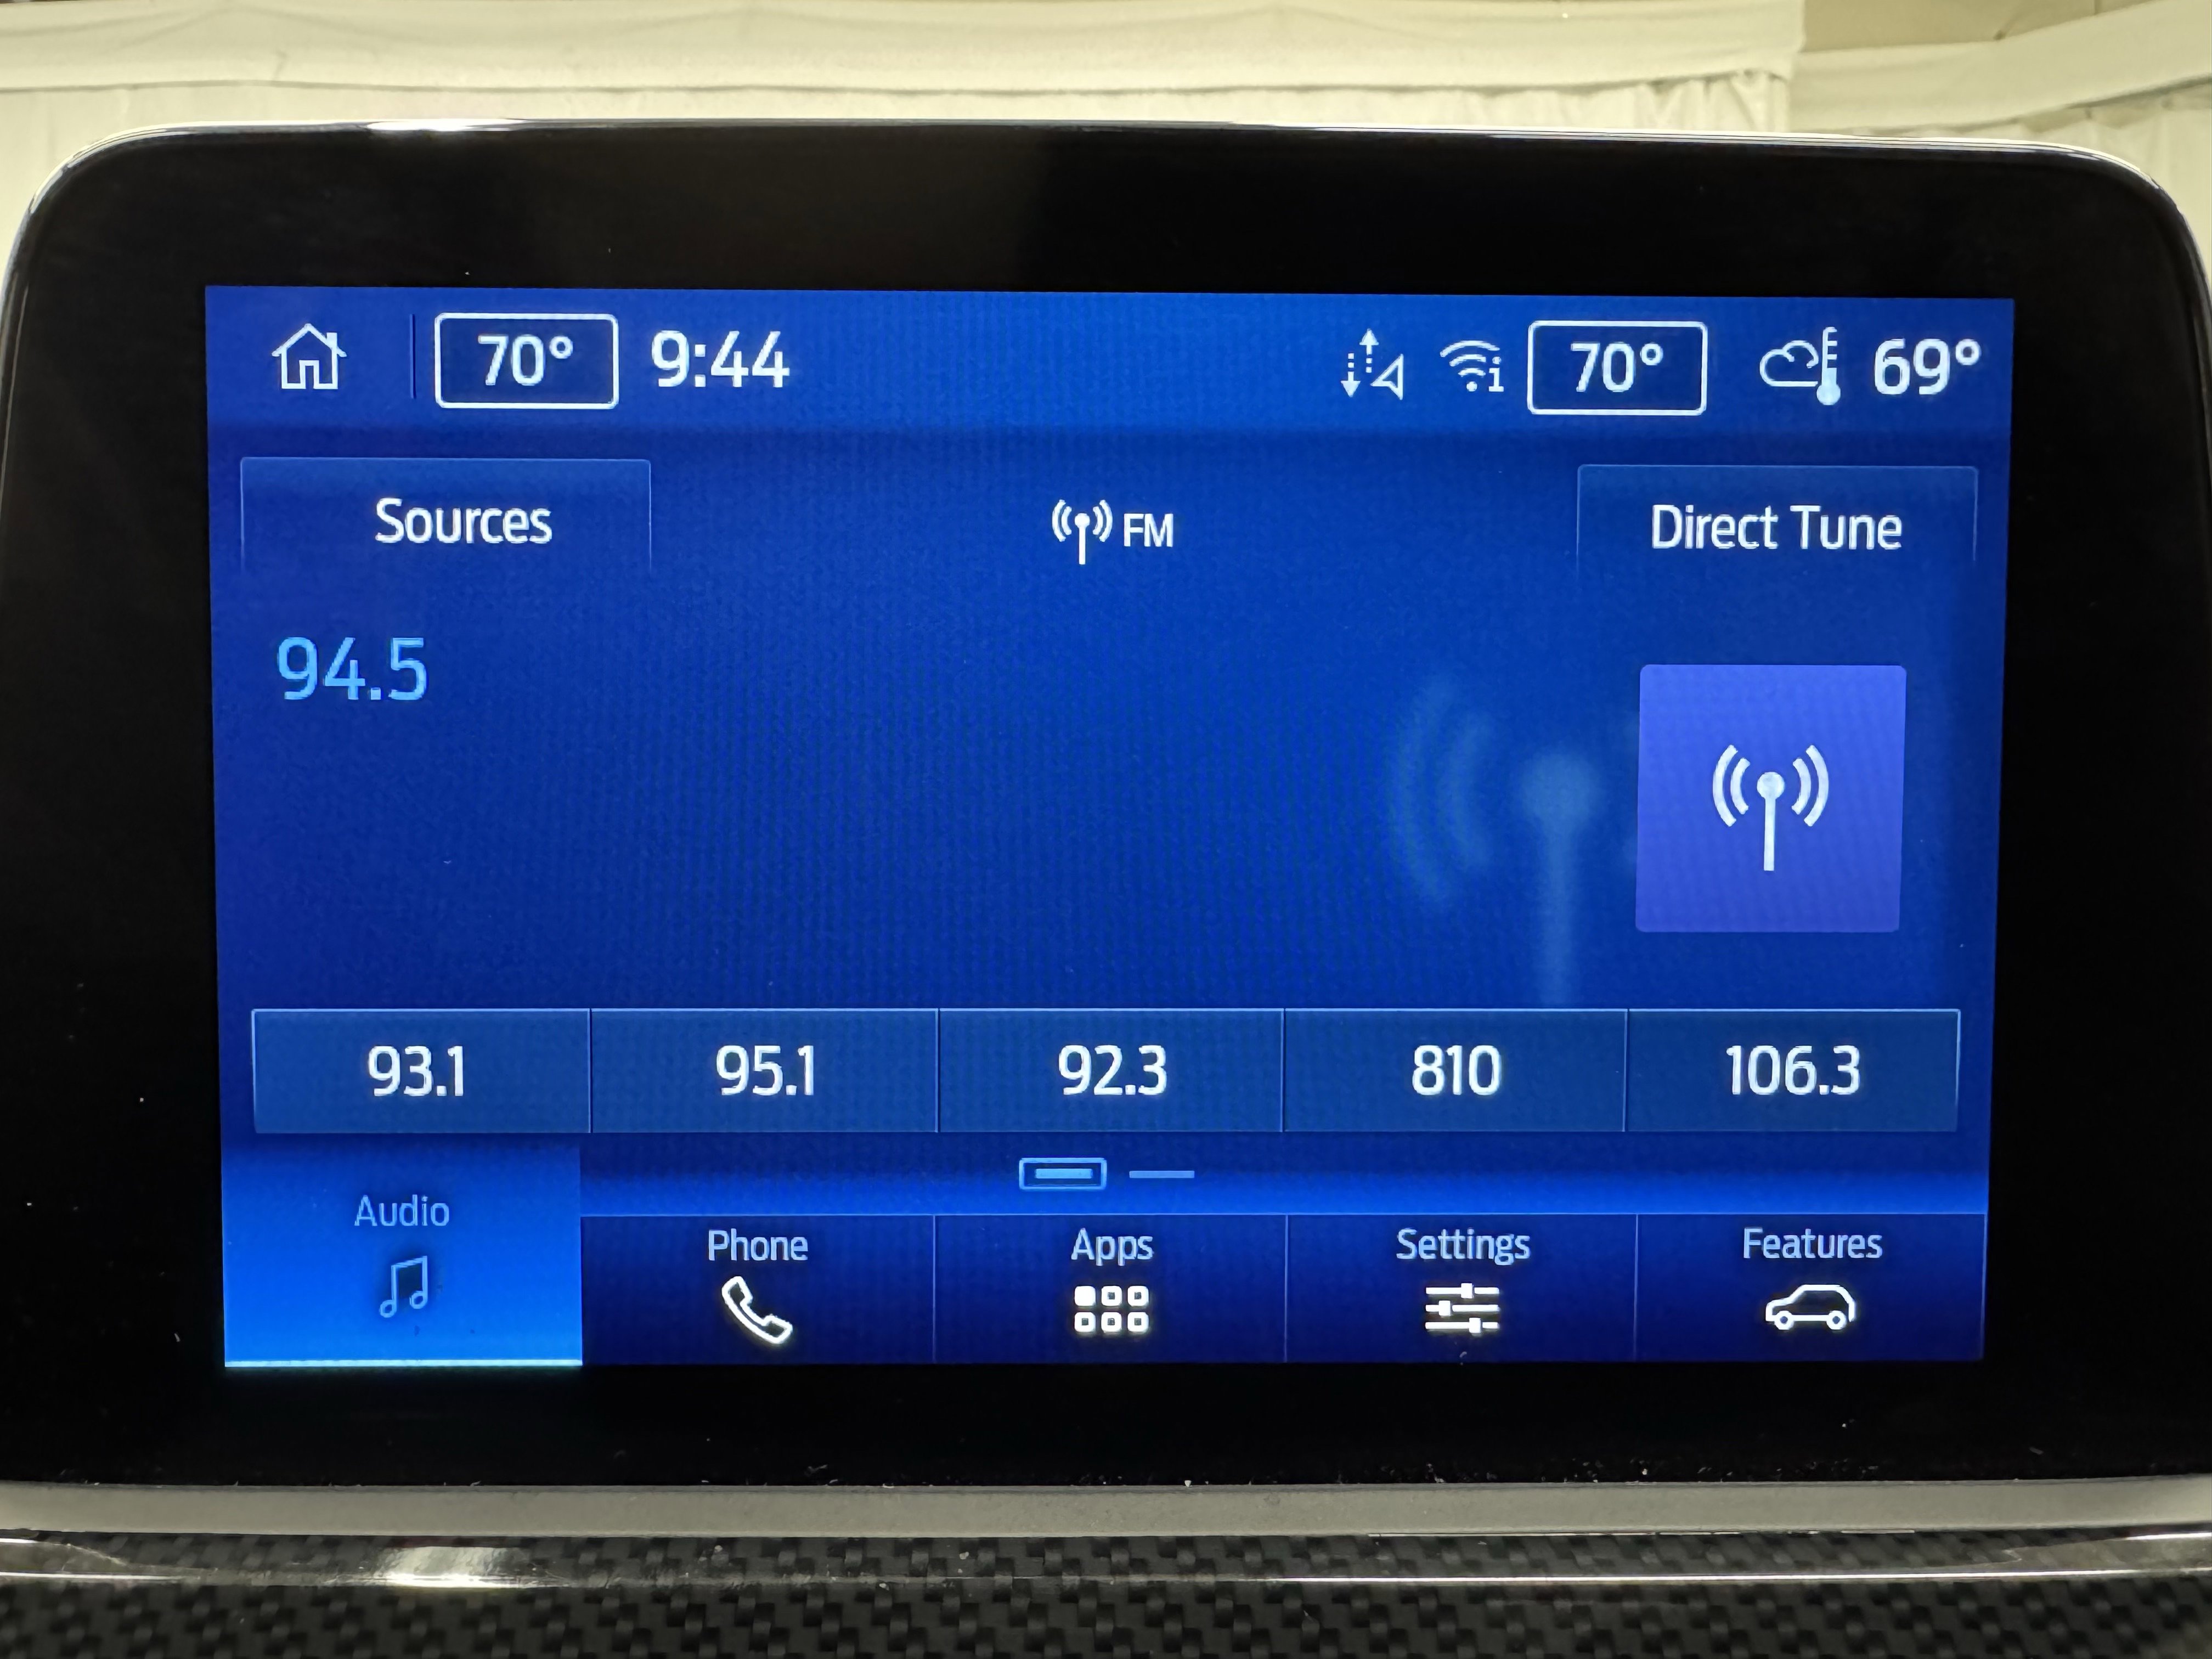 70° 9:44 70° 69°
Sources FM Direct Tune
94.5
93.1 95.1 92.3 810 106.3
Audio Phone Apps Settings Features